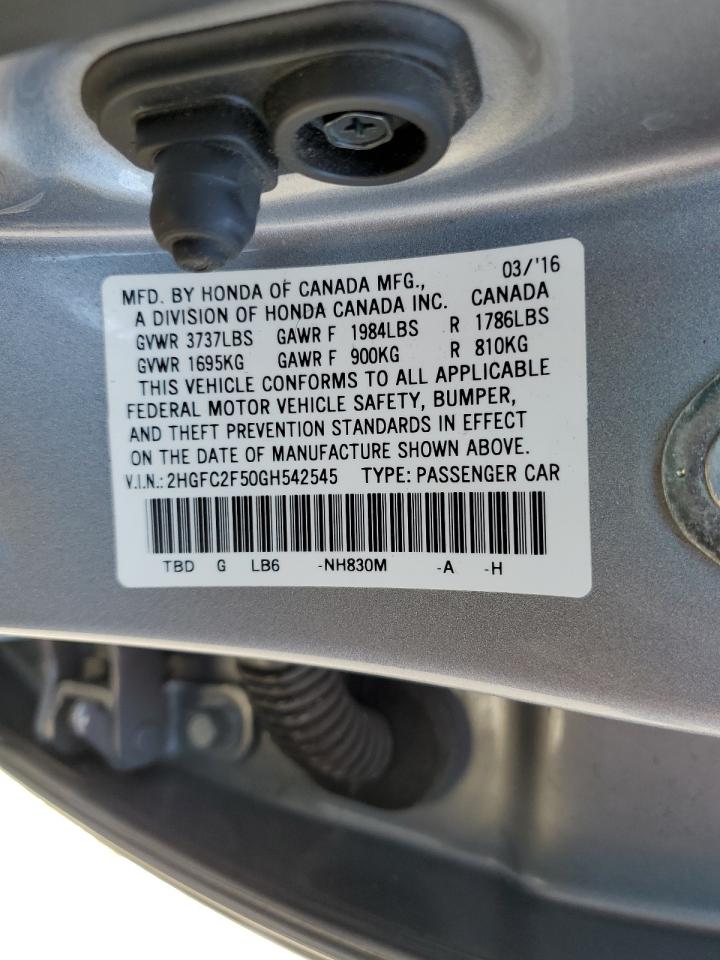 03/'16
MFD. BY HONDA OF CANADA MFG.,
A DIVISION OF HONDA CANADA INC. CANADA
GVWR 3737LBS GAWR F 1984LBS R 1786LBS
GVWR 1695KG GAWR F 900KG R 810KG
THIS VEHICLE CONFORMS TO ALL APPLICABLE
FEDERAL MOTOR VEHICLE SAFETY, BUMPER,
AND THEFT PREVENTION STANDARDS IN EFFECT
ON THE DATE OF MANUFACTURE SHOWN ABOVE.
V.I.N.: 2HGFC2F50GH542545 TYPE: PASSENGER CAR
TBD G LB6 -NH830M -A -H